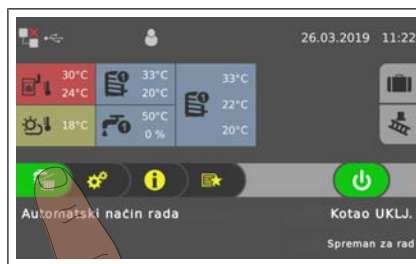 26.03.2019 11:22
30°C
24°C
33°C
20°C
33°C
22°C
20°C
18°C
50°C
0 %
Automatski način rada
Kotao UKLJ.
Spreman za rad